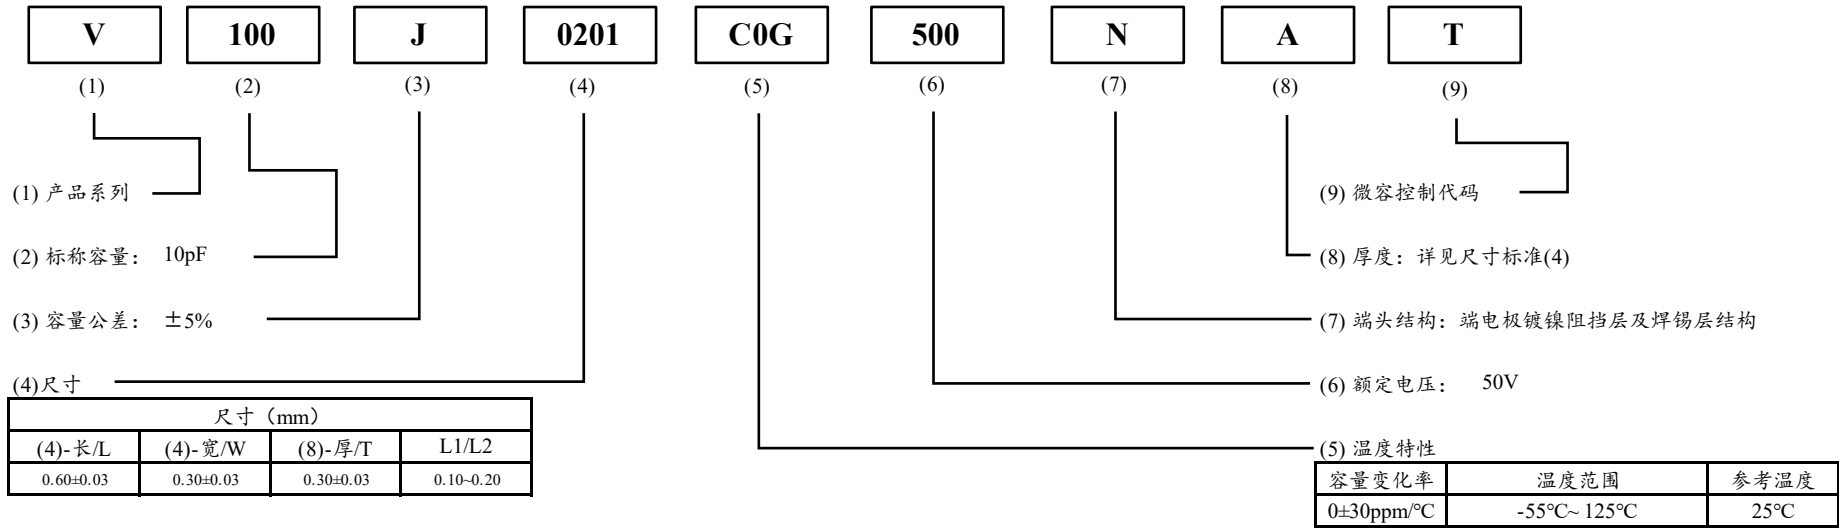 V 100 J 0201 C0G 500 N A T
(1) (2) (3) (4) (5) (6) (7) (8) (9)
(1) 产品系列
(9) 微容控制代码
(2) 标称容量： 10pF
(8) 厚度：详见尺寸标准(4)
(3) 容量公差： ±5%
(7) 端头结构：端电极镀镍阻挡层及焊锡层结构
(4)尺寸
(6) 额定电压： 50V
尺寸（mm）
(4)-长/L (4)-宽/W (8)-厚/T L1/L2
0.60±0.03 0.30±0.03 0.30±0.03 0.10~0.20
(5) 温度特性
容量变化率 温度范围 参考温度
0±30ppm/℃ -55℃~ 125℃ 25℃